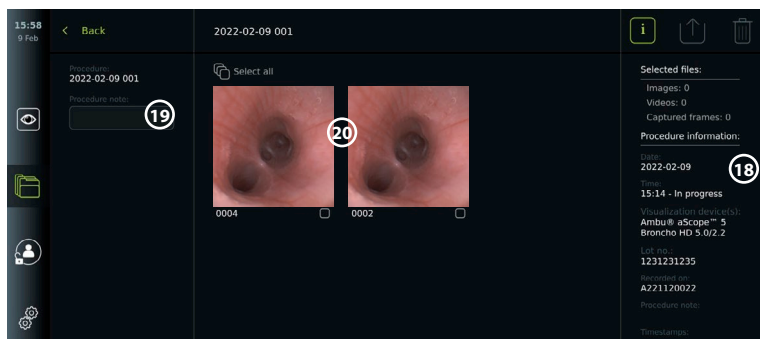 15:58
9 Feb
Back
2022-02-09 001
i
Procedure:
2022-02-09 001
Procedure note:
19
Select all
20
0004
0002
Selected files:
Images: 0
Videos: 0
Captured frames: 0
Procedure information:
Date:
2022-02-09
18
Time:
15:14 - In progress
Visualization device(s):
Ambu® aScope™ 5
Broncho HD 5.0/2.2
Lot no.:
1231231235
Recorded on:
A221120022
Procedure note:
Timestamps: